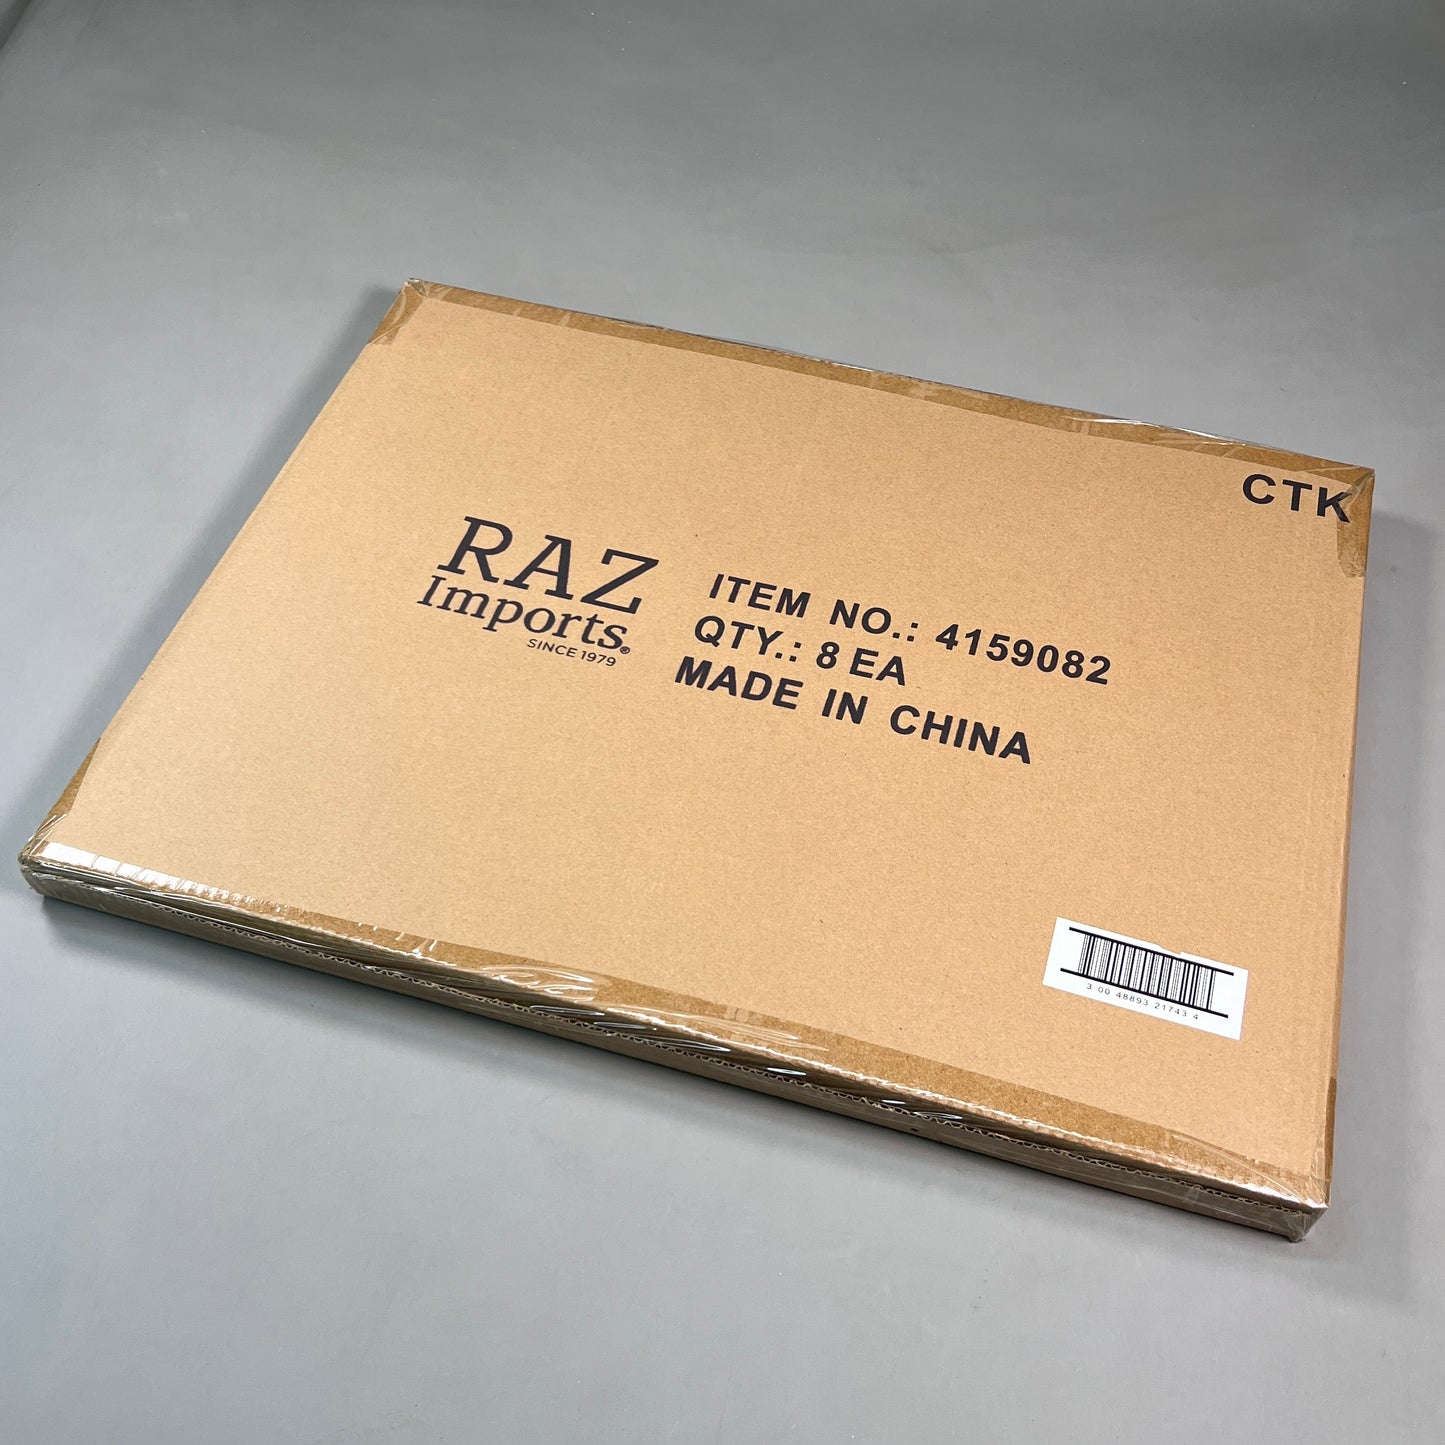 CTK
RAZ
Imports®
SINCE 1979
ITEM NO.: 4159082
QTY.: 8 EA
MADE IN CHINA
3 00 48893 21743 4